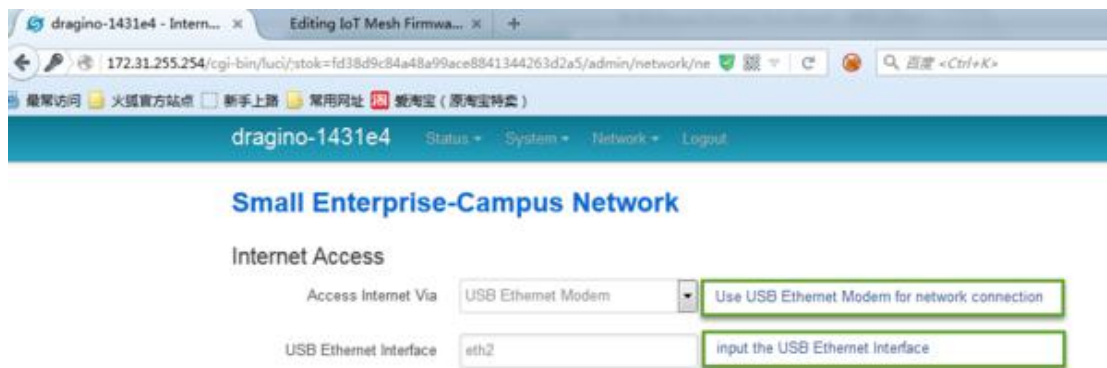 dragino-1431e4 - Intern... × Editing IoT Mesh Firmwa... × +
172.31.255.254/cgi-bin/luci/;stok=fd38d9c84a48a99ace8841344263d2a5/admin/network/ne 百度 <Ctrl+K>
最常访问 火狐官方站点 新手上路 常用网址 爱淘宝(原淘宝特卖)
dragino-1431e4 Status System Network Logout
Small Enterprise-Campus Network
Internet Access
Access Internet Via USB Ethernet Modem Use USB Ethernet Modem for network connection
USB Ethernet Interface eth2 input the USB Ethernet Interface